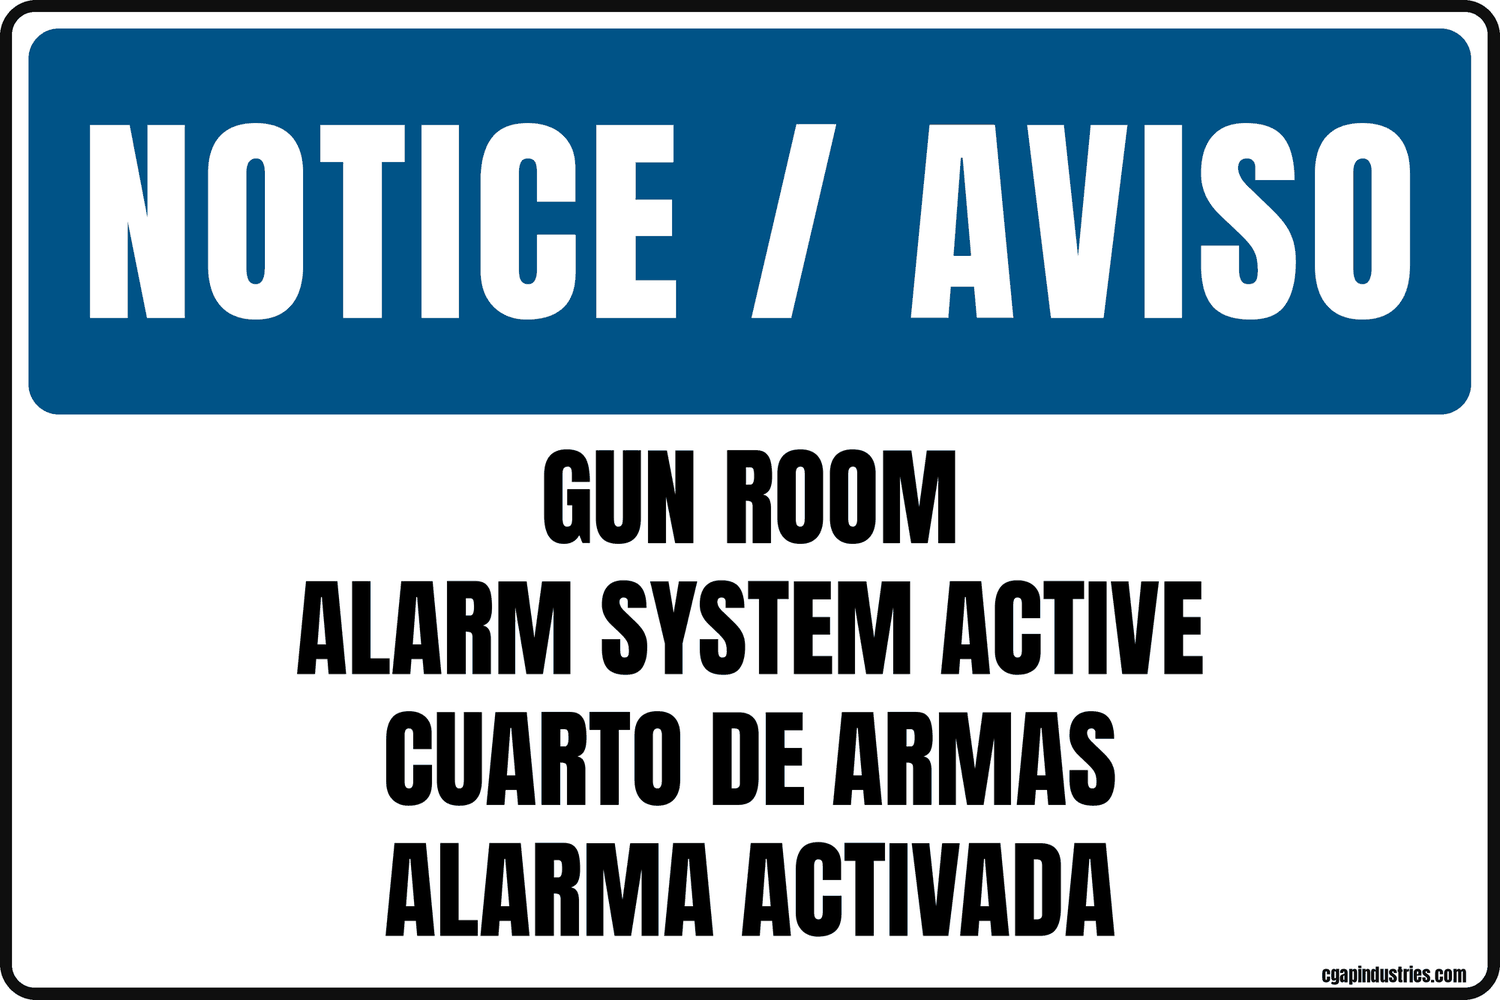 NOTICE / AVISO
GUN ROOM
ALARM SYSTEM ACTIVE
CUARTO DE ARMAS
ALARMA ACTIVADA
cgapindustries.com